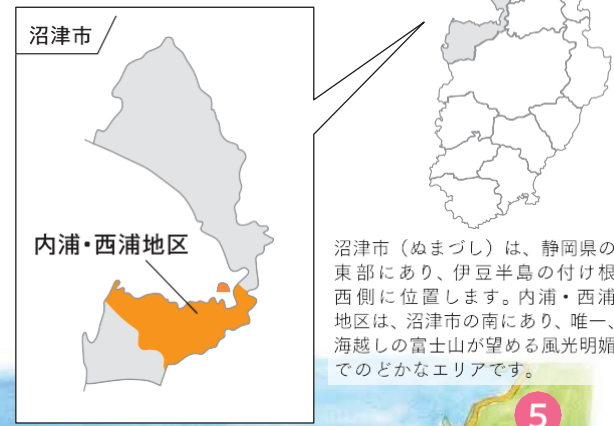 沼津市
内浦・西浦地区
沼津市（ぬまづし）は、静岡県の
東部にあり、伊豆半島の付け根
西側に位置します。内浦・西浦
地区は、沼津市の南にあり、唯一、
海越しの富士山が望める風光明媚
でのどかなエリアです。
5